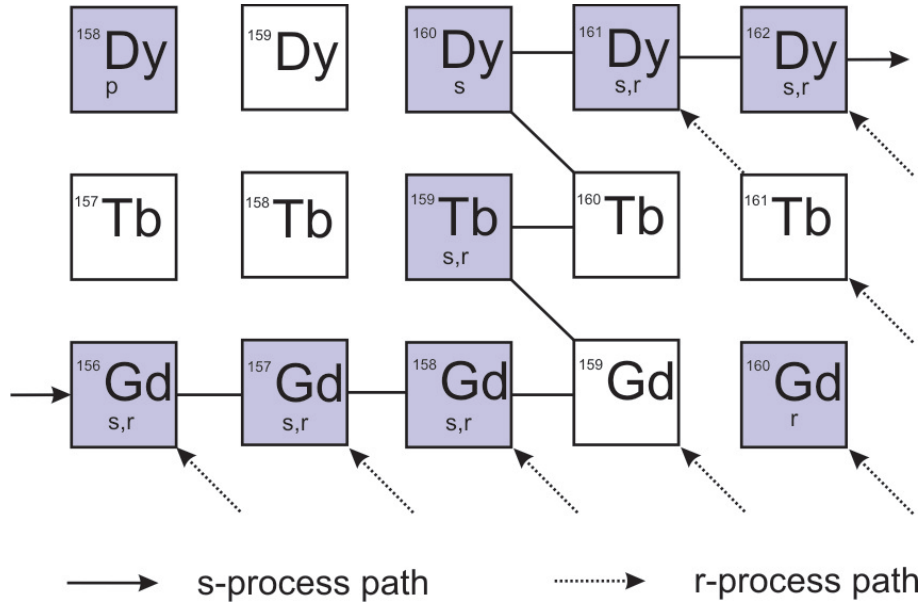 158Dy 159Dy 160Dy 161Dy 162Dy
p s s,r s,r
157Tb 158Tb 159Tb 160Tb 161Tb
s,r
156Gd 157Gd 158Gd 159Gd 160Gd
s,r s,r s,r r
s-process path r-process path